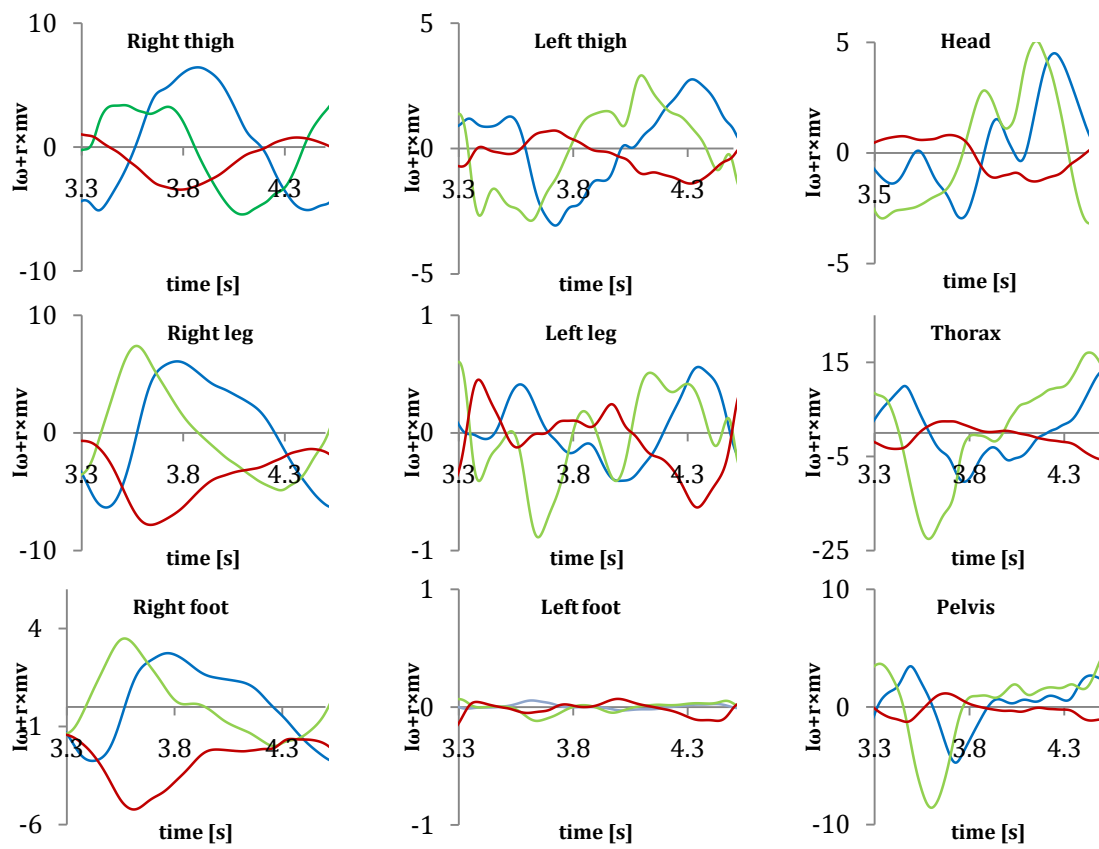 Right thigh
Iω+r×mv
10
0
-10
3.3
3.8
4.3
time [s]
Left thigh
Iω+r×mv
5
0
-5
3.3
3.8
4.3
time [s]
Head
Iω+r×mv
5
0
-5
3.5
time [s]
Right leg
Iω+r×mv
10
0
-10
3.3
3.8
4.3
time [s]
Left leg
Iω+r×mv
1
0
-1
3.3
3.8
4.3
time [s]
Thorax
Iω+r×mv
15
-5
-25
3.3
3.8
4.3
time [s]
Right foot
Iω+r×mv
4
-1
-6
3.3
3.8
4.3
time [s]
Left foot
Iω+r×mv
1
0
-1
3.3
3.8
4.3
time [s]
Pelvis
Iω+r×mv
10
0
-10
3.3
3.8
4.3
time [s]